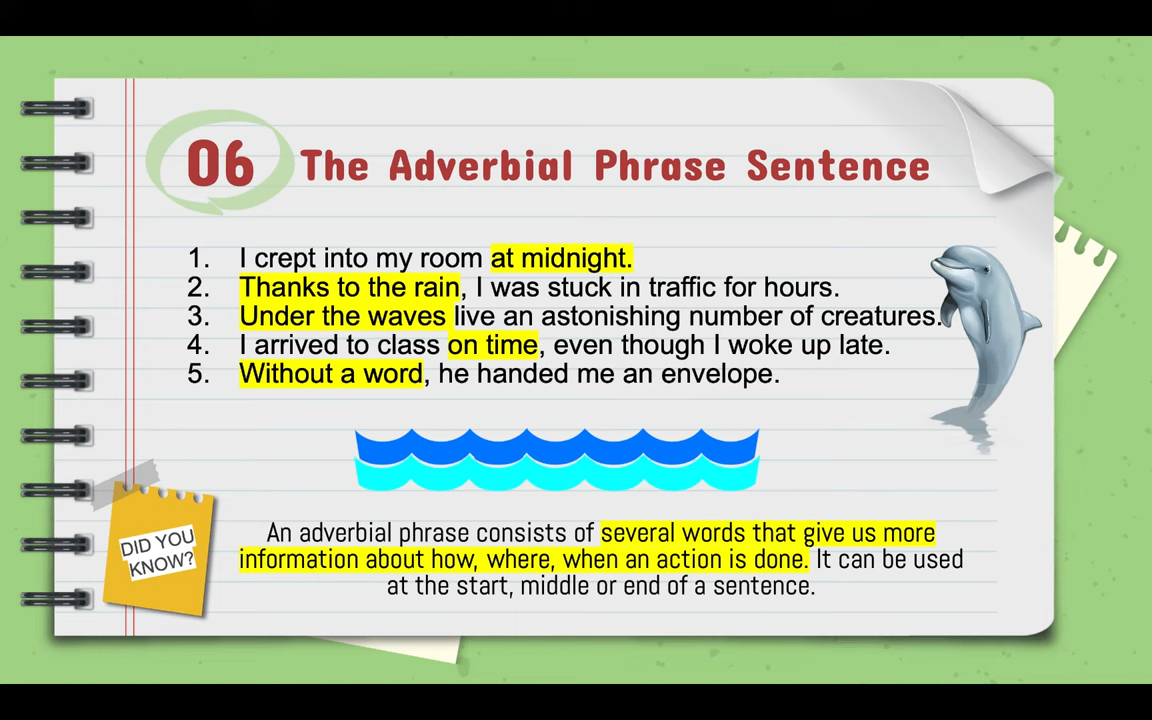 06 The Adverbial Phrase Sentence
1. I crept into my room at midnight.
2. Thanks to the rain, I was stuck in traffic for hours.
3. Under the waves live an astonishing number of creatures.
4. I arrived to class on time, even though I woke up late.
5. Without a word, he handed me an envelope.
DID YOU
KNOW?
An adverbial phrase consists of several words that give us more
information about how, where, when an action is done. It can be used
at the start, middle or end of a sentence.